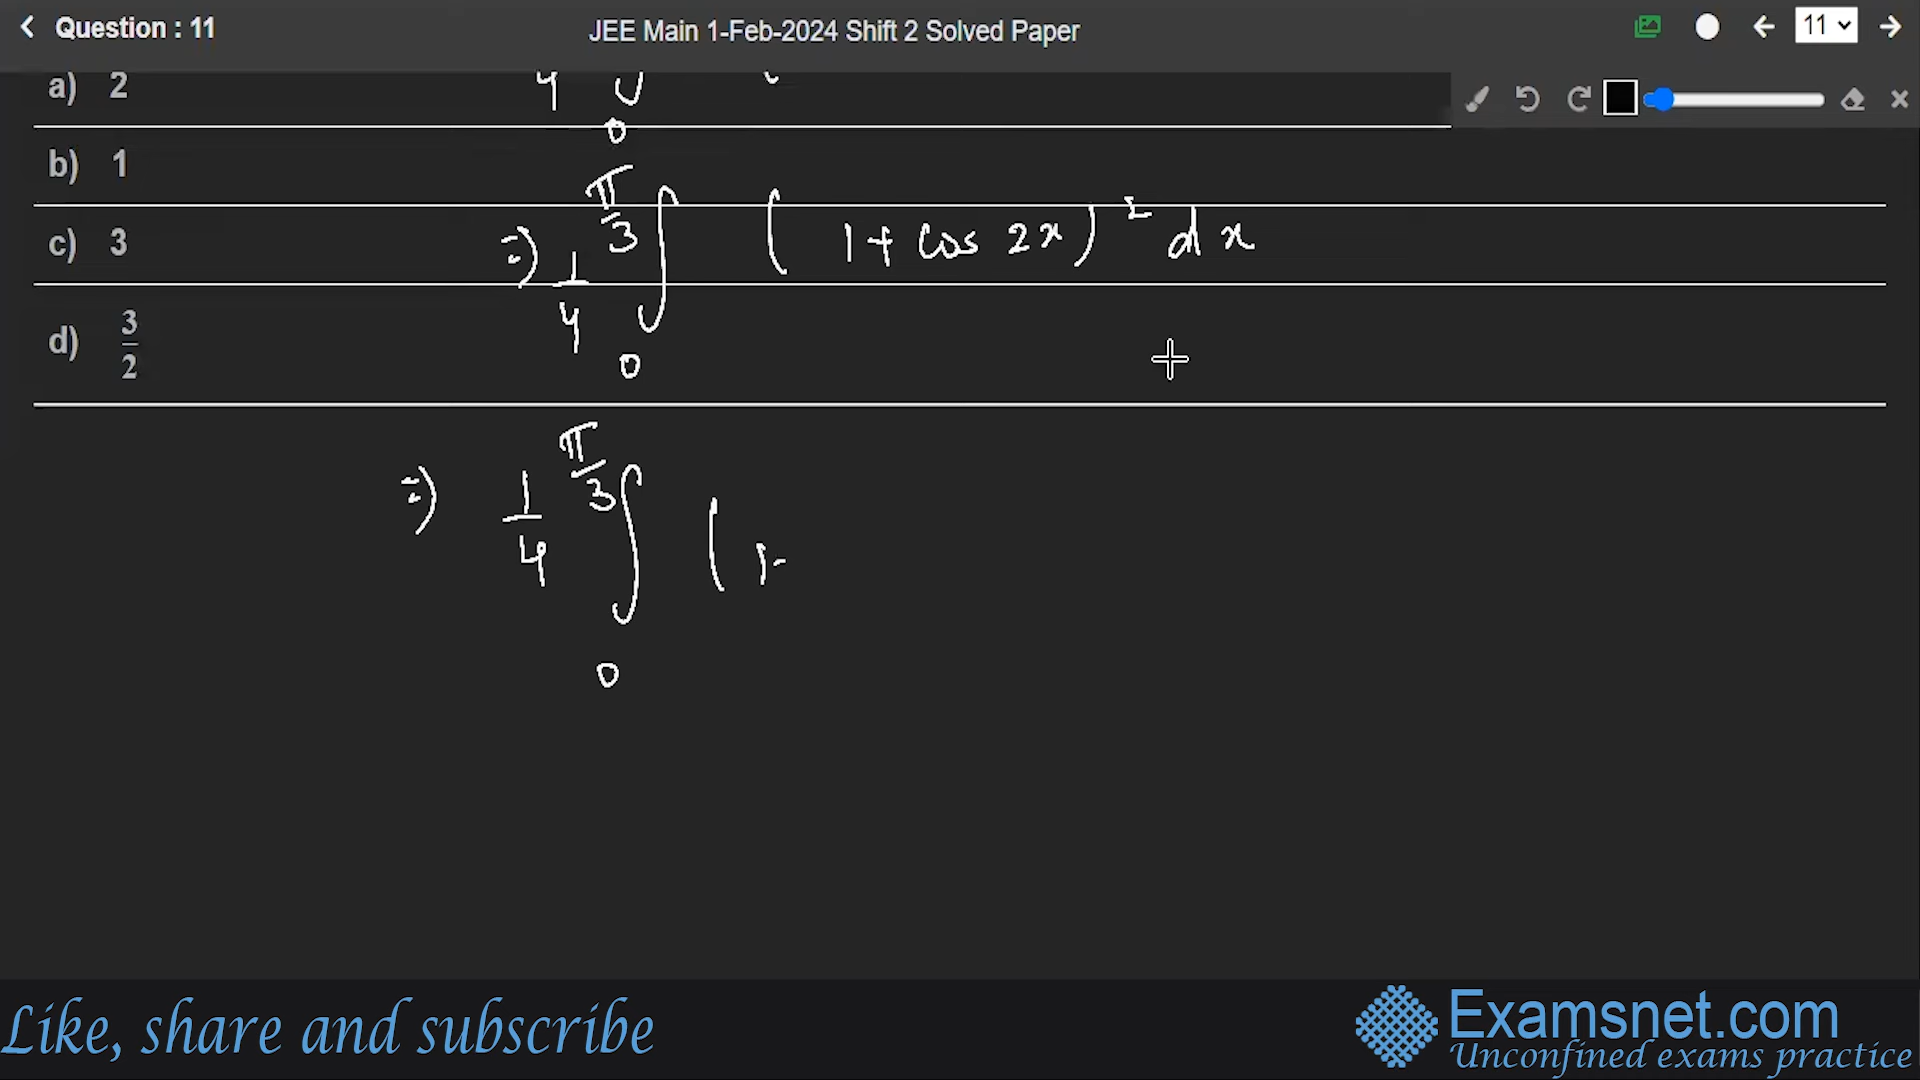 Question : 11
JEE Main 1-Feb-2024 Shift 2 Solved Paper
11
a) 2
4 ∫ 0
b) 1
c) 3
d) 3/2
=) 1/4 ∫ 0 π/3 ( 1 + cos 2x )² dx
=) 1/4 ∫ 0 π/3 ( 1
Like, share and subscribe
Examsnet.com
Unconfined exams practice